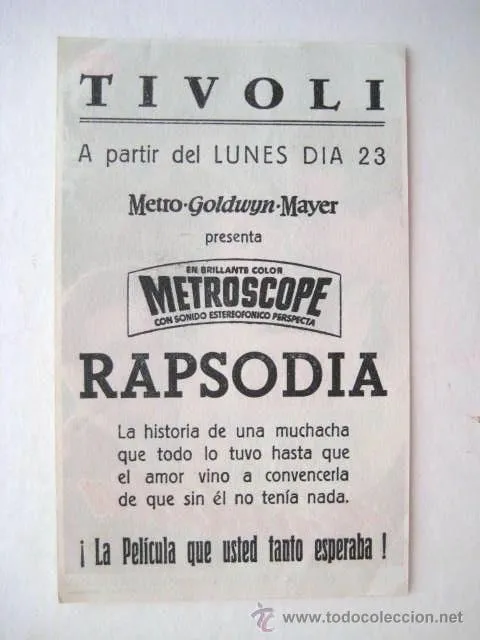 TIVOLI
A partir del LUNES DIA 23
Metro-Goldwyn-Mayer
presenta
EN BRILLANTE COLOR
METROSCOPE
CON SONIDO ESTEREOFONICO PERSPECTA
RAPSODIA
La historia de una muchacha
que todo lo tuvo hasta que
el amor vino a convencerla
de que sin él no tenía nada.
¡ La Película que usted tanto esperaba !
www.todocoleccion.net